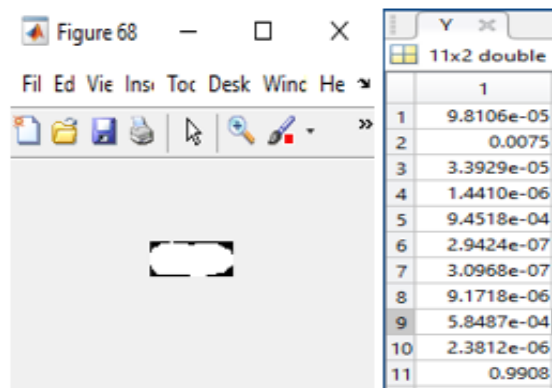 Figure 68
Fil Ed Vie Ins Toc Desk Winc He
»
Y
11x2 double
1
1 9.8106e-05
2 0.0075
3 3.3929e-05
4 1.4410e-06
5 9.4518e-04
6 2.9424e-07
7 3.0968e-07
8 9.1718e-06
9 5.8487e-04
10 2.3812e-06
11 0.9908